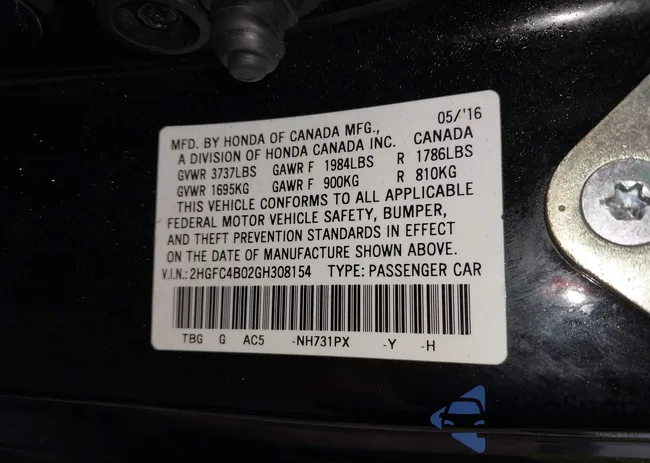 05/'16
MFD. BY HONDA OF CANADA MFG.,
A DIVISION OF HONDA CANADA INC. CANADA
GVWR 3737LBS GAWR F 1984LBS R 1786LBS
GVWR 1695KG GAWR F 900KG R 810KG
THIS VEHICLE CONFORMS TO ALL APPLICABLE
FEDERAL MOTOR VEHICLE SAFETY, BUMPER,
AND THEFT PREVENTION STANDARDS IN EFFECT
ON THE DATE OF MANUFACTURE SHOWN ABOVE.
V.I.N.: 2HGFC4B02GH308154 TYPE: PASSENGER CAR
TBG G AC5 -NH731PX -Y -H